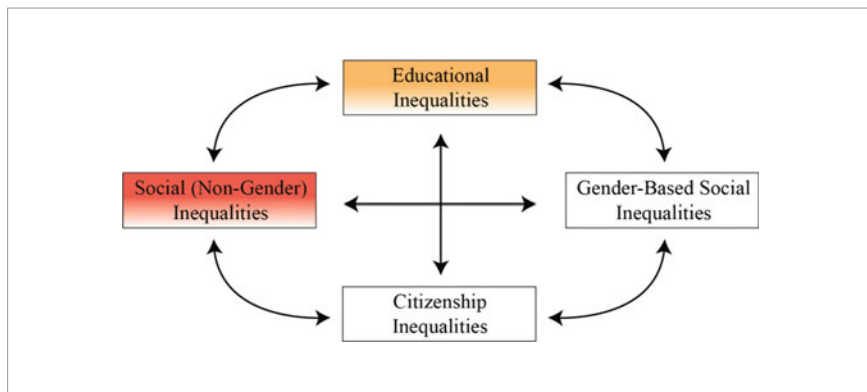 Educational
Inequalities
Social (Non-Gender)
Inequalities
Gender-Based Social
Inequalities
Citizenship
Inequalities